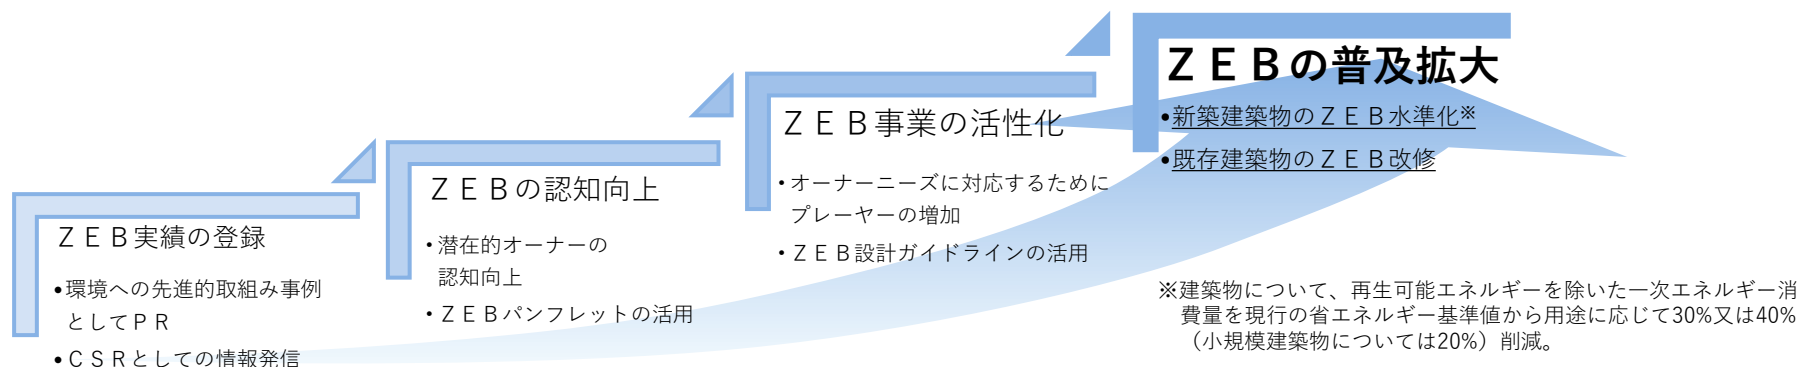 ＺＥＢ実績の登録
•環境への先進的取組み事例
としてＰＲ
•ＣＳＲとしての情報発信
ＺＥＢの認知向上
・潜在的オーナーの
認知向上
・ＺＥＢパンフレットの活用
ＺＥＢ事業の活性化
・オーナーニーズに対応するために
プレーヤーの増加
・ＺＥＢ設計ガイドラインの活用
ＺＥＢの普及拡大
•新築建築物のＺＥＢ水準化※
•既存建築物のＺＥＢ改修
※建築物について、再生可能エネルギーを除いた一次エネルギー消
費量を現行の省エネルギー基準値から用途に応じて30%又は40%
（小規模建築物については20%）削減。